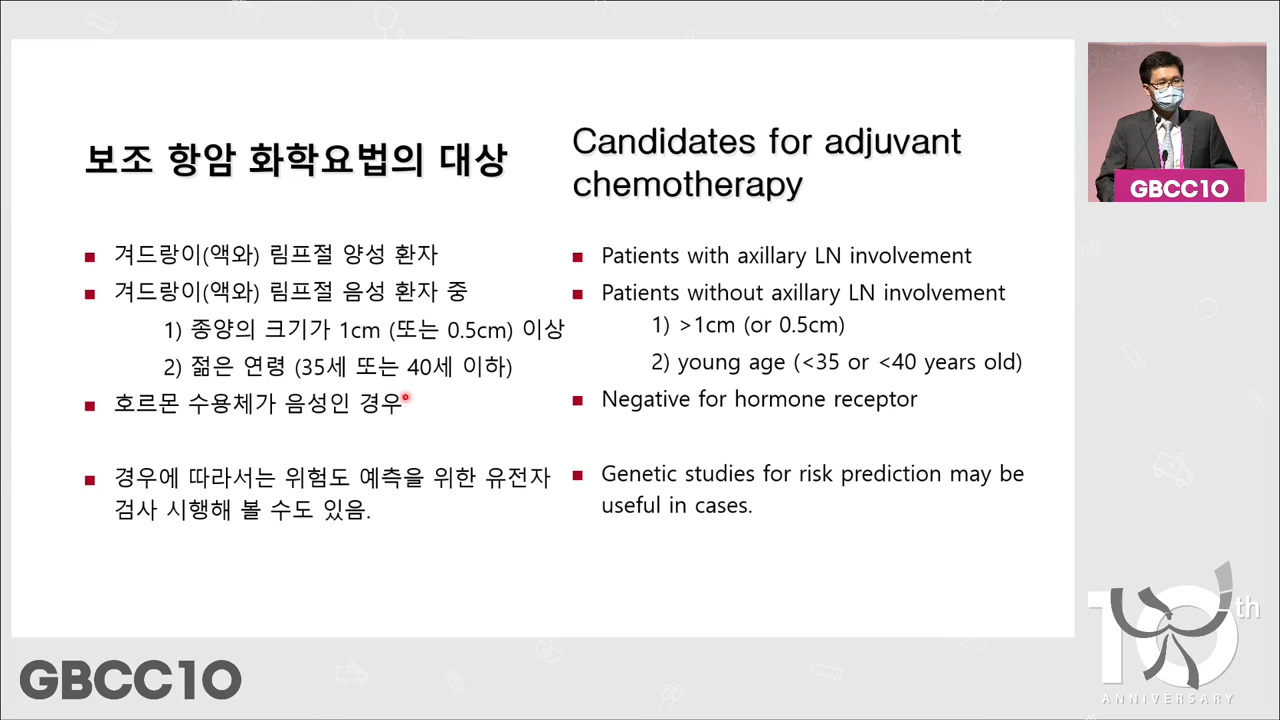 보조 항암 화학요법의 대상
겨드랑이(액와) 림프절 양성 환자
겨드랑이(액와) 림프절 음성 환자 중
1) 종양의 크기가 1cm (또는 0.5cm) 이상
2) 젊은 연령 (35세 또는 40세 이하)
호르몬 수용체가 음성인 경우
경우에 따라서는 위험도 예측을 위한 유전자
검사 시행해 볼 수도 있음.
Candidates for adjuvant
chemotherapy
Patients with axillary LN involvement
Patients without axillary LN involvement
1) >1cm (or 0.5cm)
2) young age (<35 or <40 years old)
Negative for hormone receptor
Genetic studies for risk prediction may be
useful in cases.
GBCC10
GBCC10
10th
ANNIVERSARY